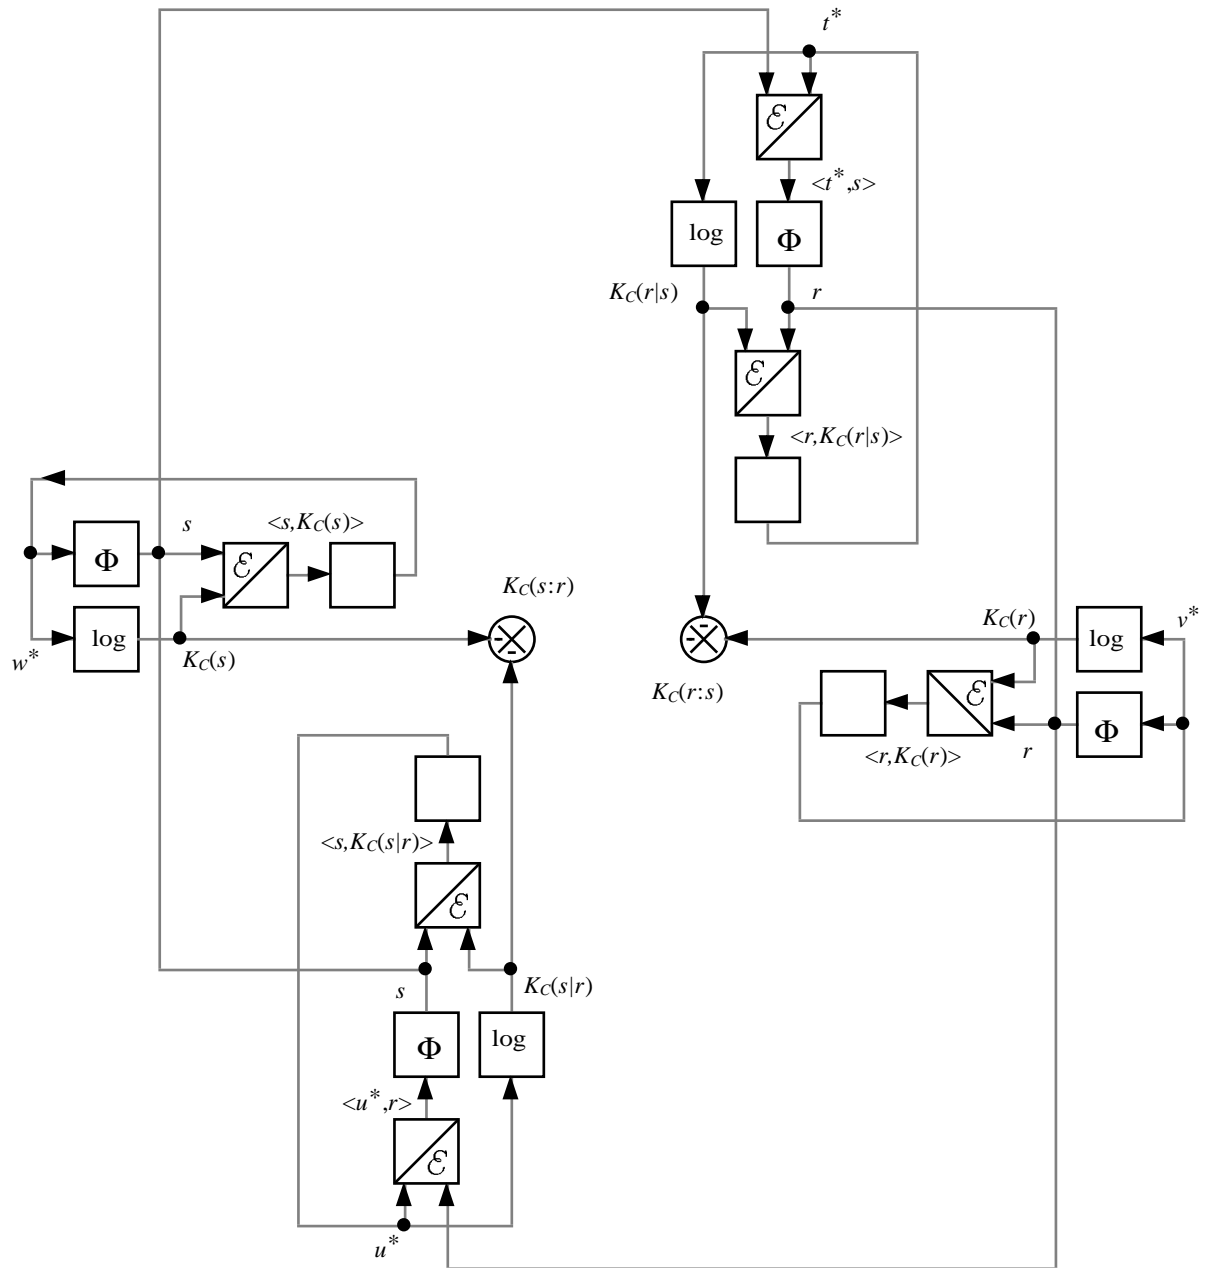 t*
ℰ
<t*,s>
log
Φ
K_C(r|s)
r
ℰ
<r,K_C(r|s)>
s
<s,K_C(s)>
Φ
ℰ
K_C(s:r)
log
w*
K_C(s)
K_C(r)
log
v*
K_C(r:s)
ℰ
Φ
<r,K_C(r)>
r
<s,K_C(s|r)>
ℰ
s
K_C(s|r)
Φ
log
<u*,r>
ℰ
u*